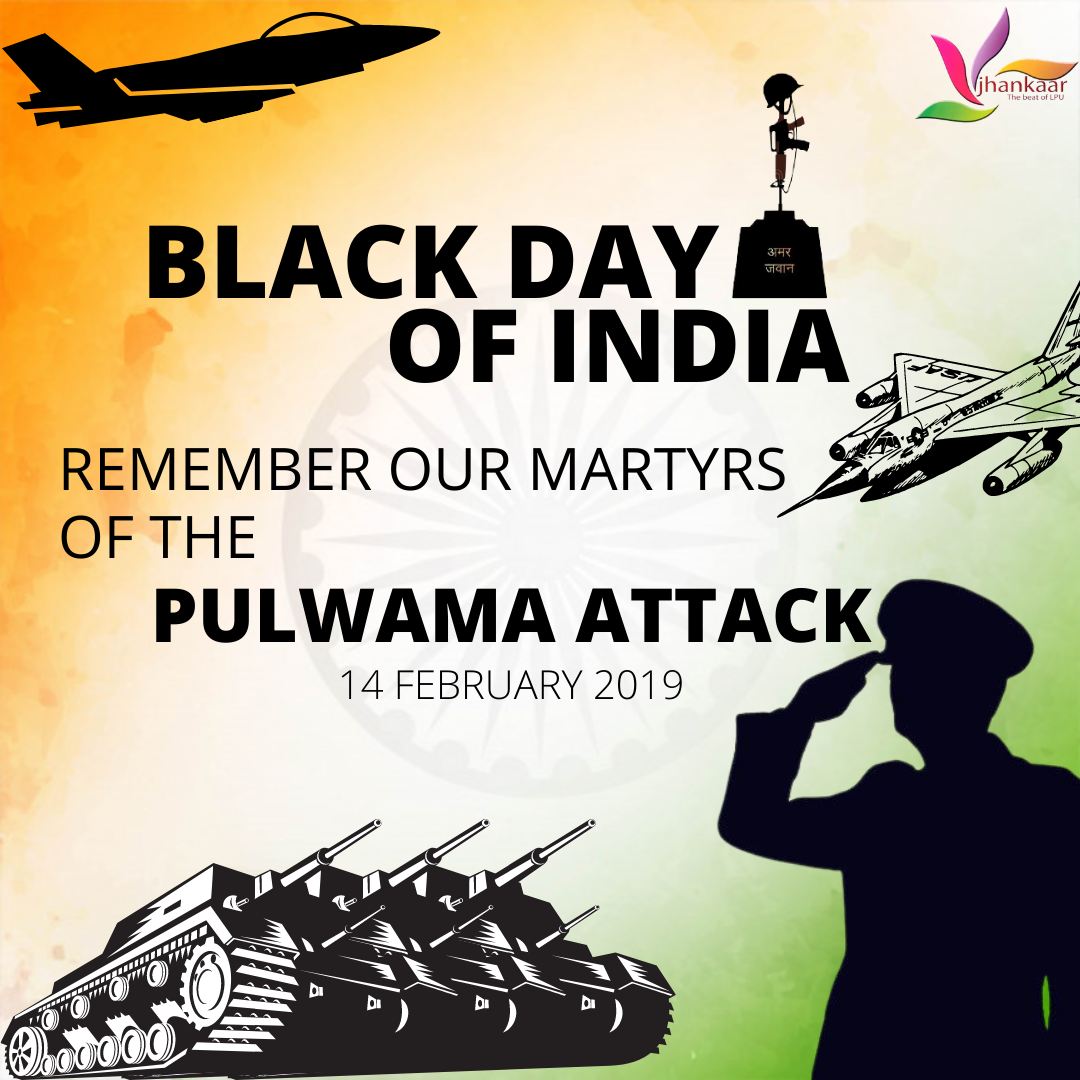 jhankaar
The beat of LPU
अमर
जवान
BLACK DAY
OF INDIA
USAF
REMEMBER OUR MARTYRS
OF THE
PULWAMA ATTACK
14 FEBRUARY 2019